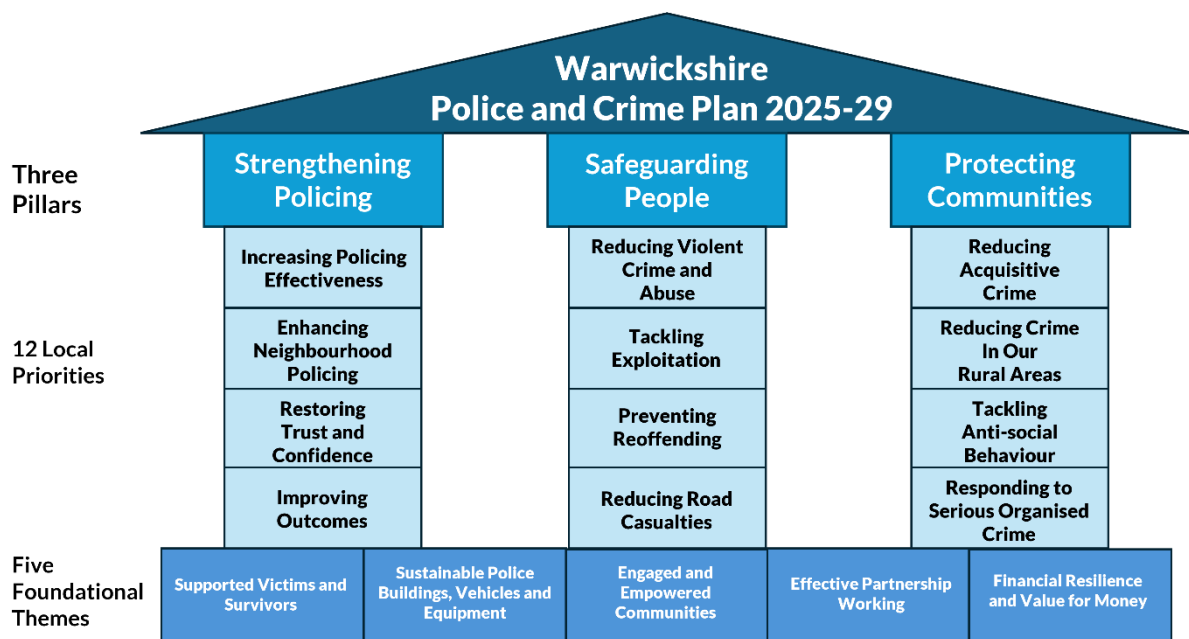 Warwickshire
Police and Crime Plan 2025-29
Three
Pillars
Strengthening
Policing
Safeguarding
People
Protecting
Communities
12 Local
Priorities
Increasing Policing
Effectiveness
Enhancing
Neighbourhood
Policing
Restoring
Trust and
Confidence
Improving
Outcomes
Reducing Violent
Crime and
Abuse
Tackling
Exploitation
Preventing
Reoffending
Reducing Road
Casualties
Reducing
Acquisitive
Crime
Reducing Crime
In Our
Rural Areas
Tackling
Anti-social
Behaviour
Responding to
Serious Organised
Crime
Five
Foundational
Themes
Supported Victims and
Survivors
Sustainable Police
Buildings, Vehicles and
Equipment
Engaged and
Empowered
Communities
Effective Partnership
Working
Financial Resilience
and Value for Money